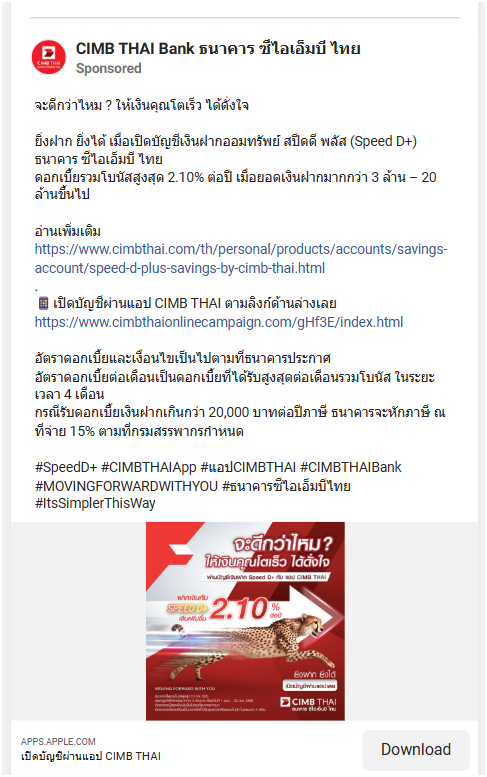 CIMB THAI Bank ธนาคาร ซีไอเอ็มบี ไทย
Sponsored
จะดีกว่าไหม ? ให้เงินคุณโตเร็ว ได้ดั่งใจ
ยิ่งฝาก ยิ่งได้ เมื่อเปิดบัญชีเงินฝากออมทรัพย์ สปีดดี พลัส (Speed D+)
ธนาคาร ซีไอเอ็มบี ไทย
ดอกเบี้ยรวมโบนัสสูงสุด 2.10% ต่อปี เมื่อยอดเงินฝากมากกว่า 3 ล้าน – 20
ล้านขึ้นไป
อ่านเพิ่มเติม
https://www.cimbthai.com/th/personal/products/accounts/savings-
account/speed-d-plus-savings-by-cimb-thai.html
.
เปิดบัญชีผ่านแอป CIMB THAI ตามลิงก์ด้านล่างเลย
https://www.cimbthaionlinecampaign.com/gHf3E/index.html
อัตราดอกเบี้ยและเงื่อนไขเป็นไปตามที่ธนาคารประกาศ
อัตราดอกเบี้ยต่อเดือนเป็นดอกเบี้ยที่ได้รับสูงสุดต่อเดือนรวมโบนัส ในระยะ
เวลา 4 เดือน
กรณีรับดอกเบี้ยเงินฝากเกินกว่า 20,000 บาทต่อปีภาษี ธนาคารจะหักภาษี ณ
ที่จ่าย 15% ตามที่กรมสรรพากรกำหนด
#SpeedD+ #CIMBTHAIApp #แอปCIMBTHAI #CIMBTHAIBank
#MOVINGFORWARDWITHYOU #ธนาคารซีไอเอ็มบีไทย
#ItsSimplerThisWay
จะดีกว่าไหม?
ให้เงินคุณโตเร็ว ได้ดั่งใจ
ผ่านบัญชีเงินฝาก Speed D+ กับ แอป CIMB THAI
ฝากเงินกับ
SPEED D+
2.10 %
ต่อปี
ยิ่งฝาก ยิ่งได้
เปิดบัญชีผ่านแอปเลย
MOVING FORWARD WITH YOU
CIMB THAI
ธนาคาร ซีไอเอ็มบี ไทย
APPS.APPLE.COM
เปิดบัญชีผ่านแอป CIMB THAI
Download